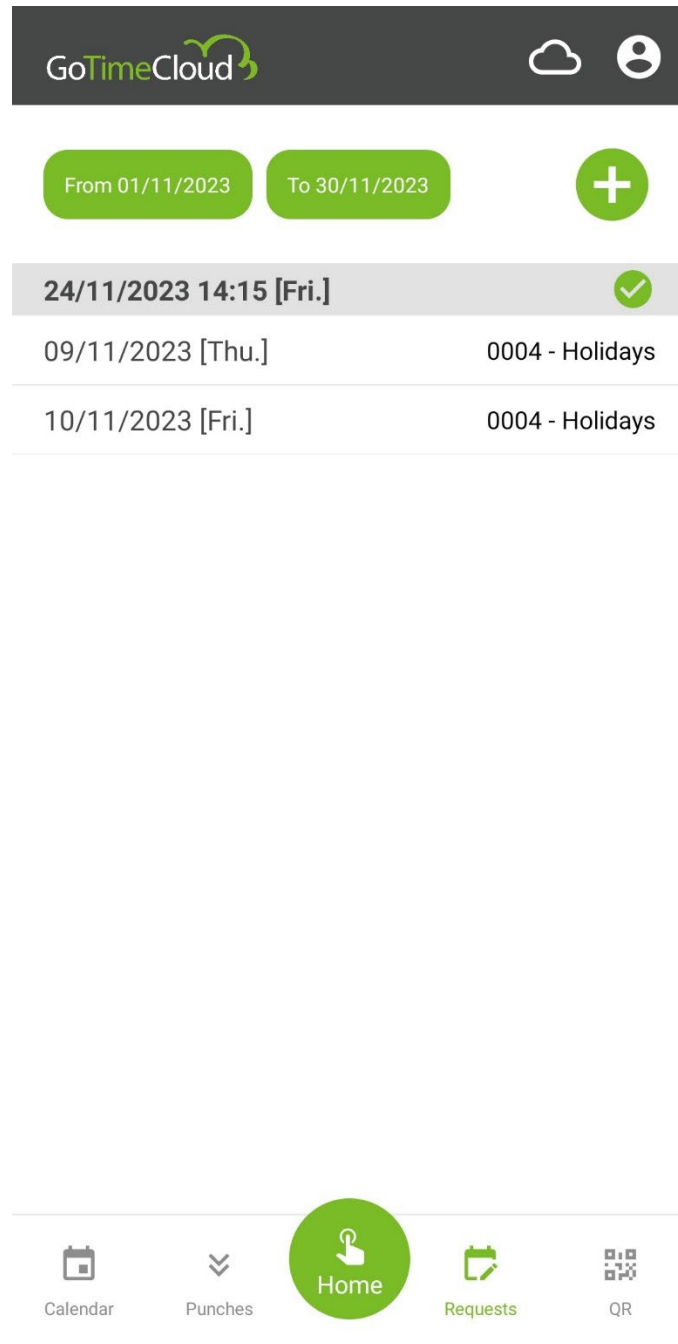 GoTimeCloud
From 01/11/2023 To 30/11/2023
24/11/2023 14:15 [Fri.]
09/11/2023 [Thu.] 0004 - Holidays
10/11/2023 [Fri.] 0004 - Holidays
Calendar Punches Home Requests QR